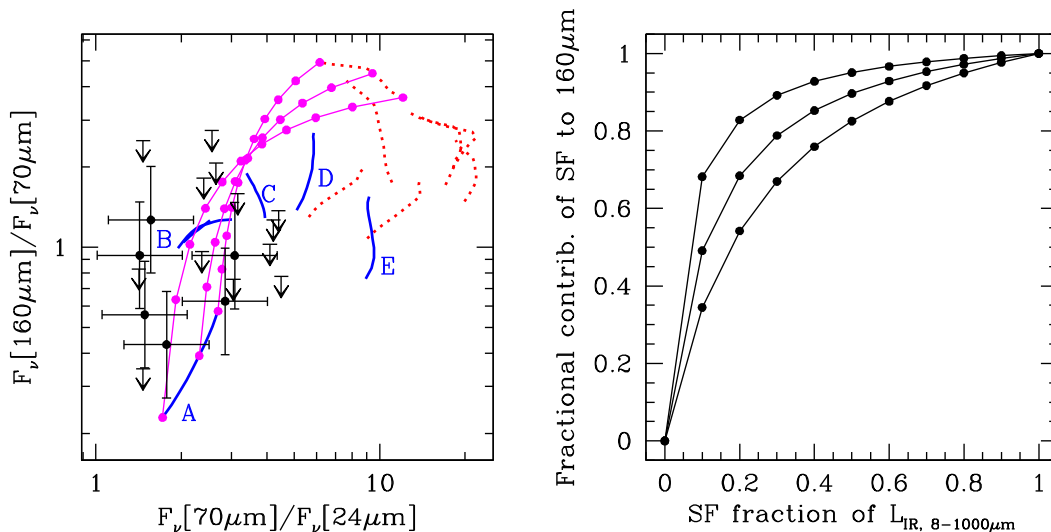 F_ν[160μm]/F_ν[70μm]
1
A
B
C
D
E
1
10
F_ν[70μm]/F_ν[24μm]
Fractional contrib. of SF to 160μm
1
0.8
0.6
0.4
0.2
0
0
0.2
0.4
0.6
0.8
1
SF fraction of L_IR, 8-1000μm